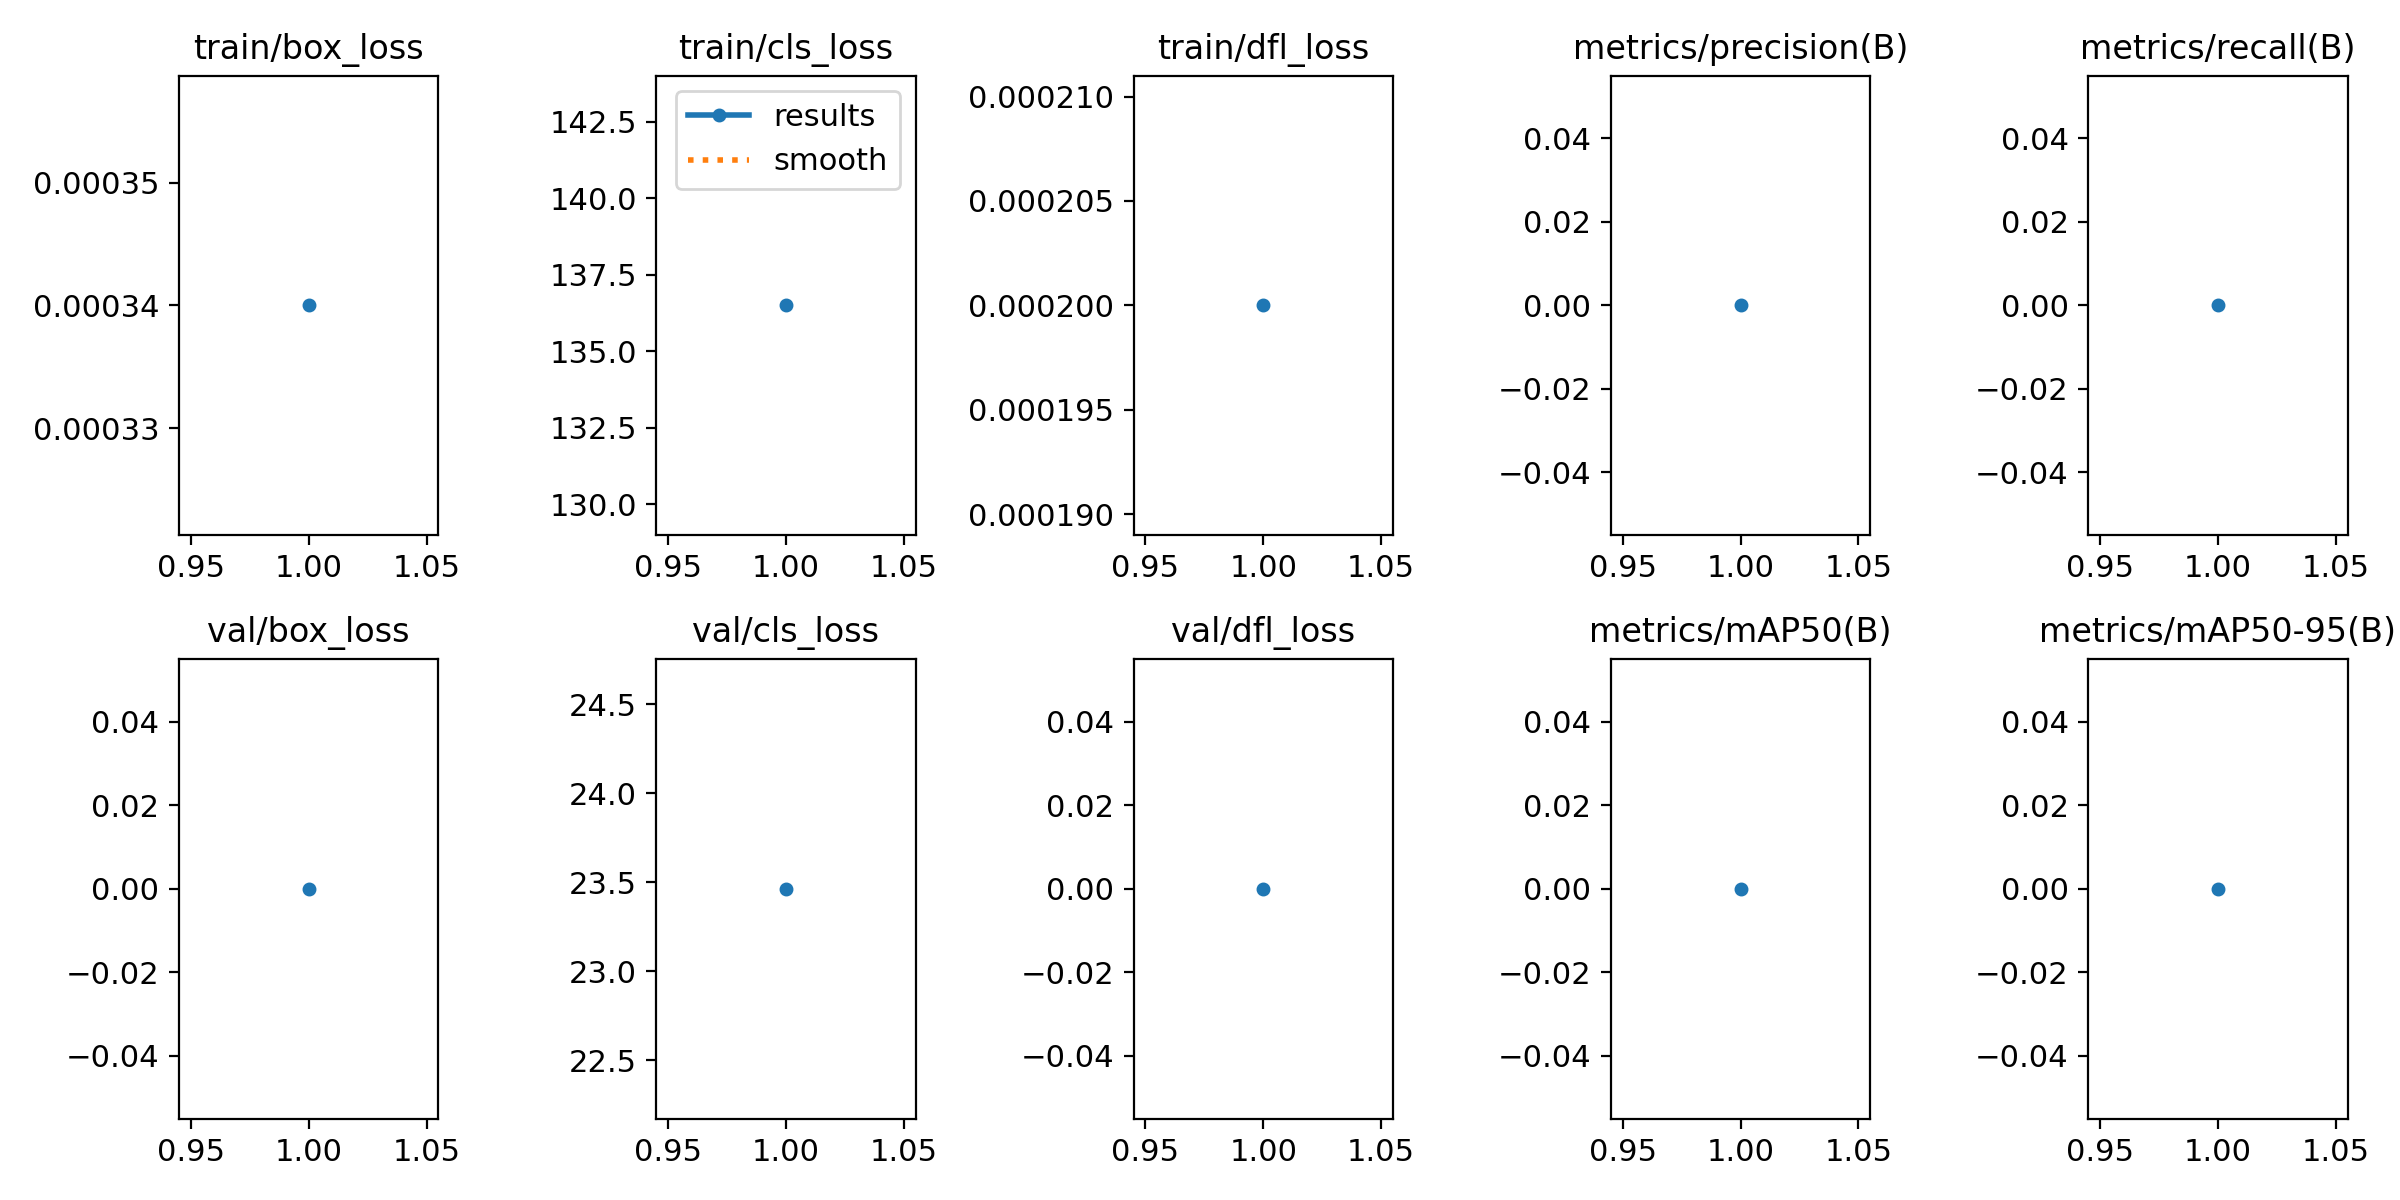 train/box_loss
0.00035
0.00034
0.00033
0.95 1.00 1.05
train/cls_loss
results
smooth
142.5
140.0
137.5
135.0
132.5
130.0
0.95 1.00 1.05
train/dfl_loss
0.000210
0.000205
0.000200
0.000195
0.000190
0.95 1.00 1.05
metrics/precision(B)
0.04
0.02
0.00
−0.02
−0.04
0.95 1.00 1.05
metrics/recall(B)
0.04
0.02
0.00
−0.02
−0.04
0.95 1.00 1.05
val/box_loss
0.04
0.02
0.00
−0.02
−0.04
0.95 1.00 1.05
val/cls_loss
24.5
24.0
23.5
23.0
22.5
0.95 1.00 1.05
val/dfl_loss
0.04
0.02
0.00
−0.02
−0.04
0.95 1.00 1.05
metrics/mAP50(B)
0.04
0.02
0.00
−0.02
−0.04
0.95 1.00 1.05
metrics/mAP50-95(B)
0.04
0.02
0.00
−0.02
−0.04
0.95 1.00 1.05